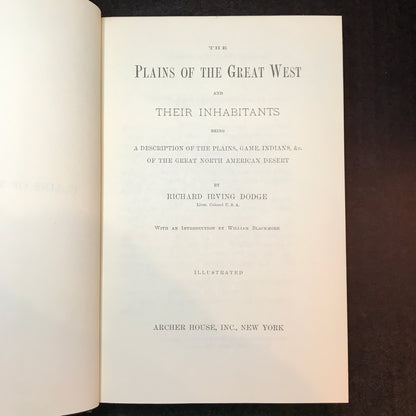 THE
PLAINS OF THE GREAT WEST
AND
THEIR INHABITANTS
BEING
A DESCRIPTION OF THE PLAINS, GAME, INDIANS, &c.
OF THE GREAT NORTH AMERICAN DESERT
BY
RICHARD IRVING DODGE
Lieut. Colonel U. S. A.
WITH AN INTRODUCTION BY WILLIAM BLACKMORE
ILLUSTRATED
ARCHER HOUSE, INC., NEW YORK